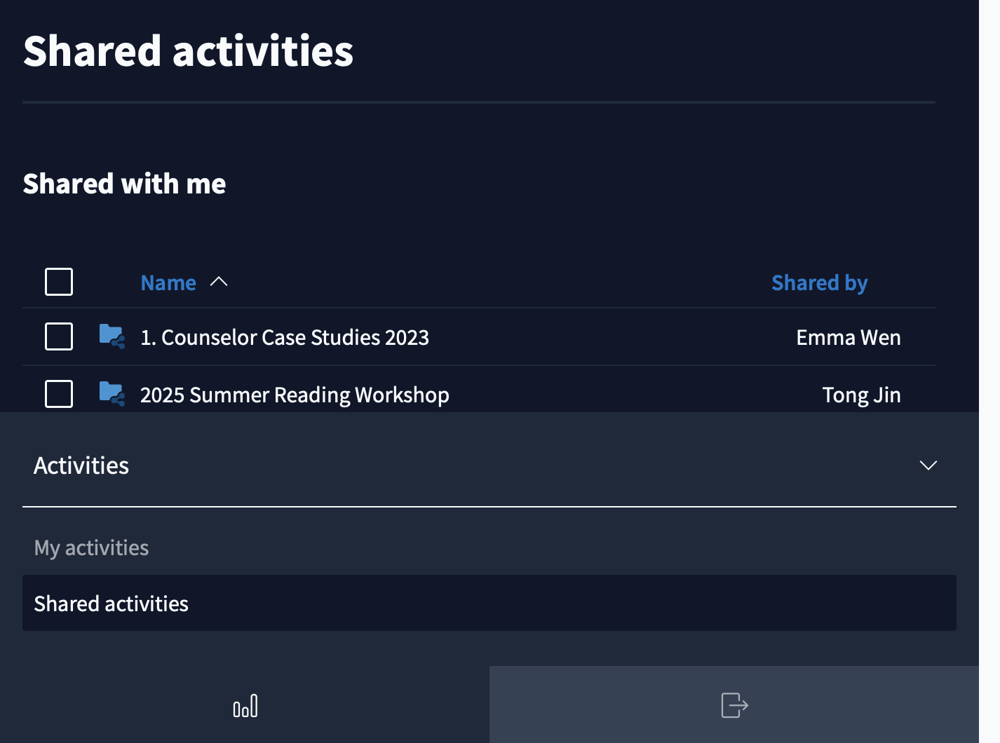 Shared activities
Shared with me
Name Shared by
1. Counselor Case Studies 2023 Emma Wen
2025 Summer Reading Workshop Tong Jin
Activities
My activities
Shared activities